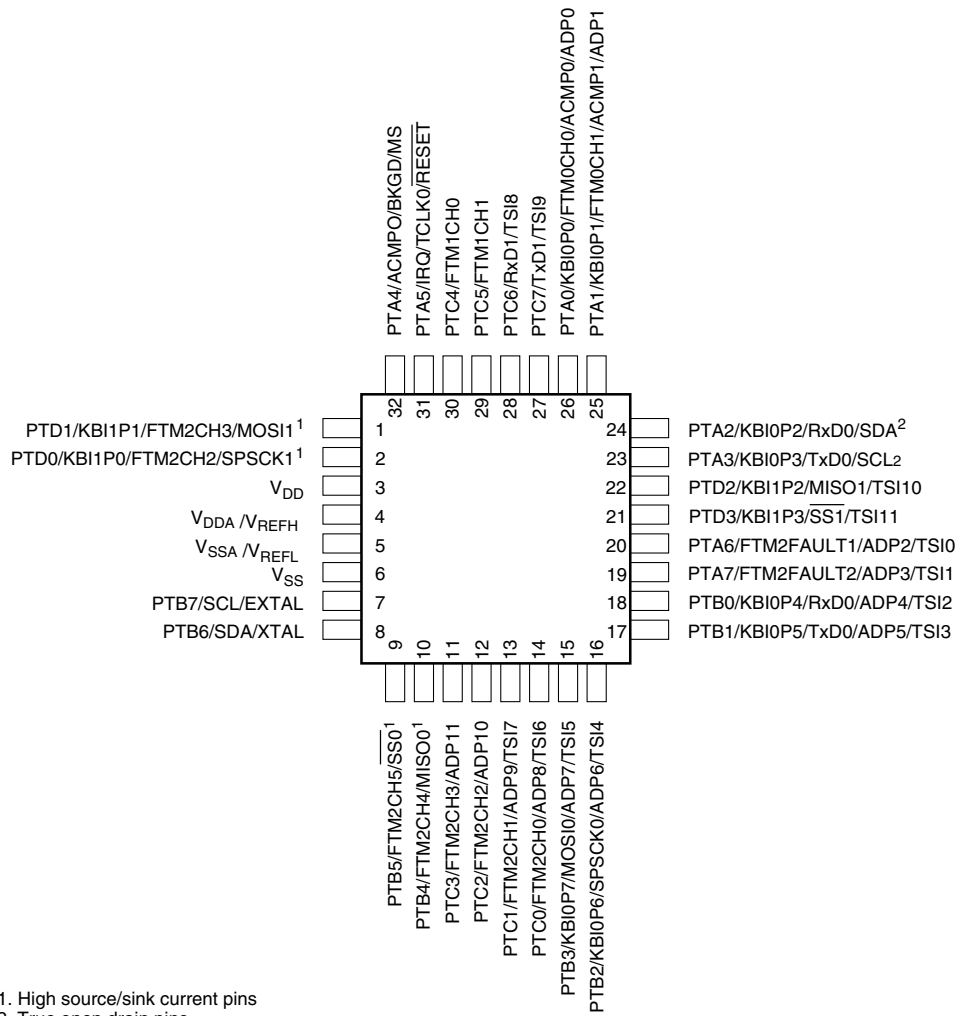 PTA4/ACMPO/BKGD/MS
PTA5/IRQ/TCLK0/RESET
PTC4/FTM1CH0
PTC5/FTM1CH1
PTC6/RxD1/TSI8
PTC7/TxD1/TSI9
PTA0/KBI0P0/FTM0CH0/ACMP0/ADP0
PTA1/KBI0P1/FTM0CH1/ACMP1/ADP1
32
31
30
29
28
27
26
25
PTD1/KBI1P1/FTM2CH3/MOSI1¹
1
PTD0/KBI1P0/FTM2CH2/SPSCK1¹
2
VDD
3
VDDA /VREFH
4
VSSA /VREFL
5
VSS
6
PTB7/SCL/EXTAL
7
PTB6/SDA/XTAL
8
24
PTA2/KBI0P2/RxD0/SDA²
23
PTA3/KBI0P3/TxD0/SCL2
22
PTD2/KBI1P2/MISO1/TSI10
21
PTD3/KBI1P3/SS1/TSI11
20
PTA6/FTM2FAULT1/ADP2/TSI0
19
PTA7/FTM2FAULT2/ADP3/TSI1
18
PTB0/KBI0P4/RxD0/ADP4/TSI2
17
PTB1/KBI0P5/TxD0/ADP5/TSI3
9
10
11
12
13
14
15
16
PTB5/FTM2CH5/SS0¹
PTB4/FTM2CH4/MISO0¹
PTC3/FTM2CH3/ADP11
PTC2/FTM2CH2/ADP10
PTC1/FTM2CH1/ADP9/TSI7
PTC0/FTM2CH0/ADP8/TSI6
PTB3/KBI0P7/MOSI0/ADP7/TSI5
PTB2/KBI0P6/SPSCK0/ADP6/TSI4
1. High source/sink current pins
2. True open drain pins